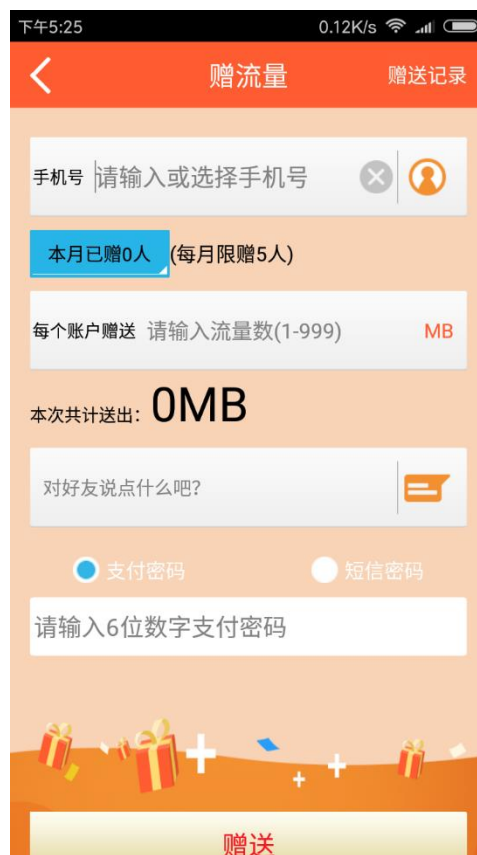 下午5:25 0.12K/s
赠流量 赠送记录
手机号 请输入或选择手机号
本月已赠0人 (每月限赠5人)
每个账户赠送 请输入流量数(1-999) MB
本次共计送出: 0MB
对好友说点什么吧?
支付密码 短信密码
请输入6位数字支付密码
赠送